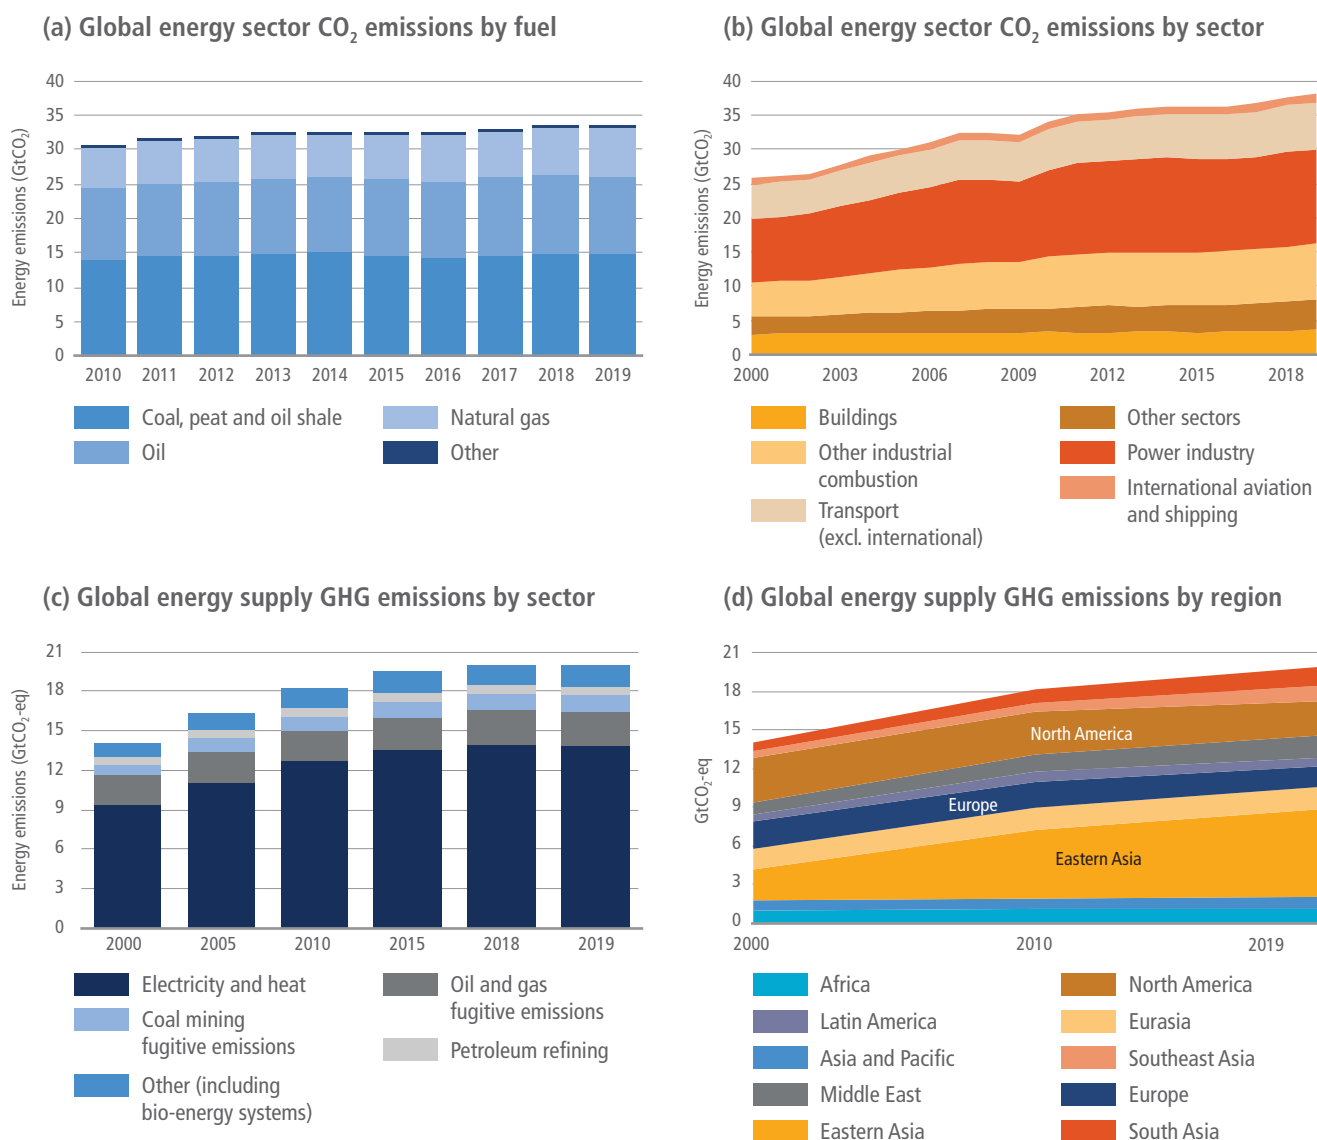 (a) Global energy sector CO₂ emissions by fuel
Energy emissions (GtCO₂)
40
35
30
25
20
15
10
5
0
2010 2011 2012 2013 2014 2015 2016 2017 2018 2019
Coal, peat and oil shale
Natural gas
Oil
Other
(b) Global energy sector CO₂ emissions by sector
Energy emissions (GtCO₂)
40
35
30
25
20
15
10
5
0
2000 2003 2006 2009 2012 2015 2018
Buildings
Other sectors
Other industrial
combustion
Power industry
International aviation
and shipping
Transport
(excl. international)
(c) Global energy supply GHG emissions by sector
Energy emissions (GtCO₂-eq)
21
18
15
12
9
6
3
0
2000 2005 2010 2015 2018 2019
Electricity and heat
Oil and gas
fugitive emissions
Coal mining
fugitive emissions
Petroleum refining
Other (including
bio-energy systems)
(d) Global energy supply GHG emissions by region
GtCO₂-eq
21
18
15
12
9
6
3
0
North America
Europe
Eastern Asia
2000 2010 2019
Africa
North America
Latin America
Eurasia
Asia and Pacific
Southeast Asia
Middle East
Europe
Eastern Asia
South Asia